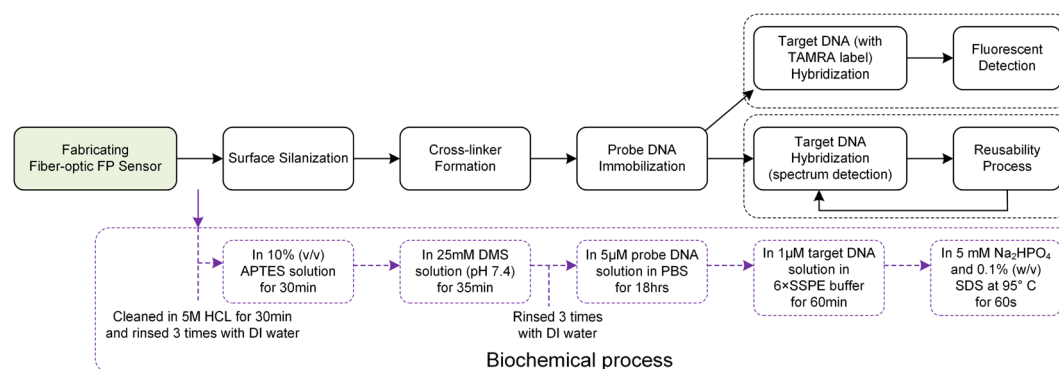 Target DNA (with
TAMRA label)
Hybridization
Fluorescent
Detection
Fabricating
Fiber-optic FP Sensor
Surface Silanization
Cross-linker
Formation
Probe DNA
Immobilization
Target DNA
Hybridization
(spectrum detection)
Reusability
Process
In 10% (v/v)
APTES solution
for 30min
In 25mM DMS
solution (pH 7.4)
for 35min
In 5μM probe DNA
solution in PBS
for 18hrs
In 1μM target DNA
solution in
6×SSPE buffer
for 60min
In 5 mM Na₂HPO₄
and 0.1% (w/v)
SDS at 95° C
for 60s
Cleaned in 5M HCL for 30min
and rinsed 3 times with DI water
Rinsed 3 times
with DI water
Biochemical process